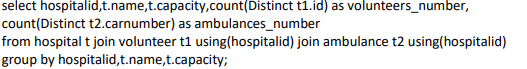 select hospitalid,t.name,t.capacity,count(Distinct t1.id) as volunteers_number,
count(Distinct t2.carnumber) as ambulances_number
from hospital t join volunteer t1 using(hospitalid) join ambulance t2 using(hospitalid)
group by hospitalid,t.name,t.capacity;